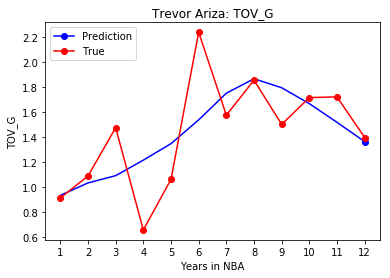 Trevor Ariza: TOV_G
Prediction
True
TOV_G
2.2
2.0
1.8
1.6
1.4
1.2
1.0
0.8
0.6
1 2 3 4 5 6 7 8 9 10 11 12
Years in NBA